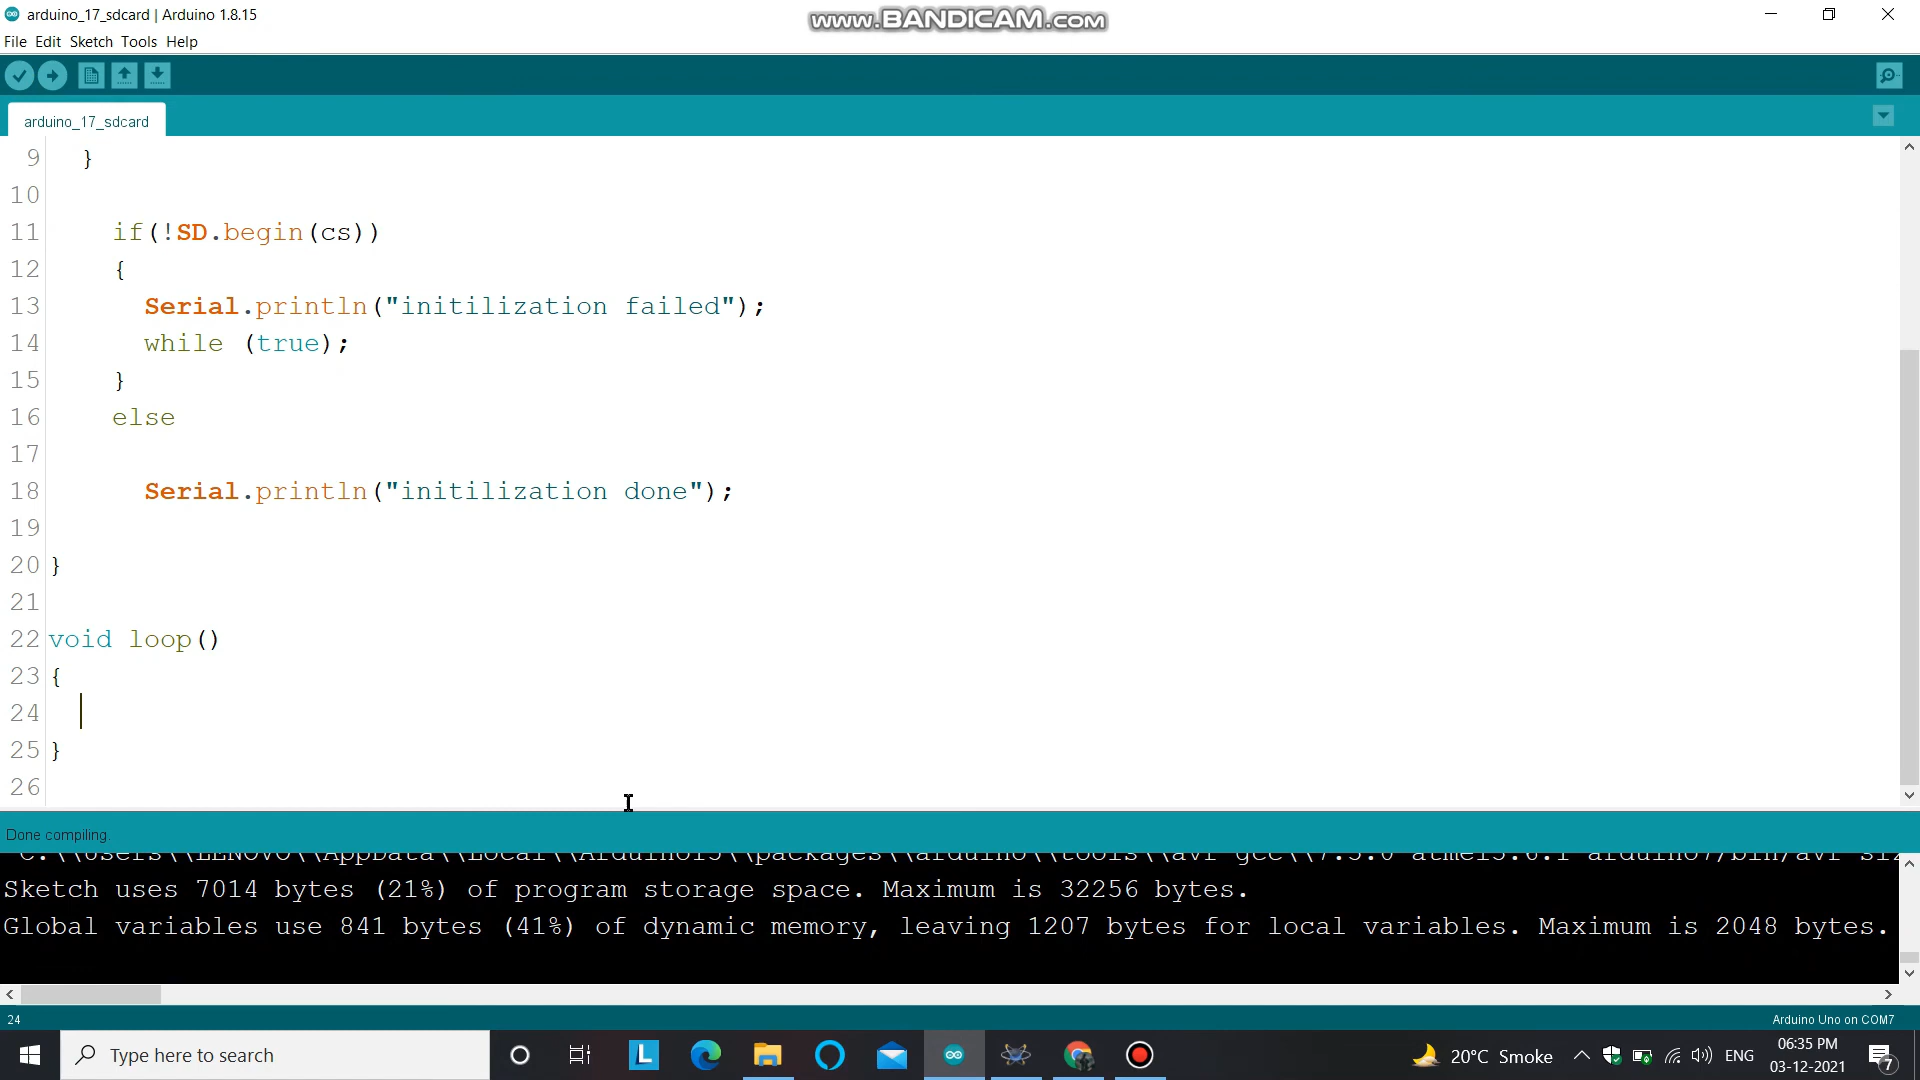 arduino_17_sdcard | Arduino 1.8.15
www.BANDICAM.com
File Edit Sketch Tools Help
arduino_17_sdcard
9 }
10
11 if(!SD.begin(cs))
12 {
13 Serial.println("initilization failed");
14 while (true);
15 }
16 else
17
18 Serial.println("initilization done");
19
20 }
21
22 void loop()
23 {
24
25 }
26
Done compiling.
Sketch uses 7014 bytes (21%) of program storage space. Maximum is 32256 bytes.
Global variables use 841 bytes (41%) of dynamic memory, leaving 1207 bytes for local variables. Maximum is 2048 bytes.
24
Arduino Uno on COM7
Type here to search
L
20°C Smoke
ENG
06:35 PM
03-12-2021
7